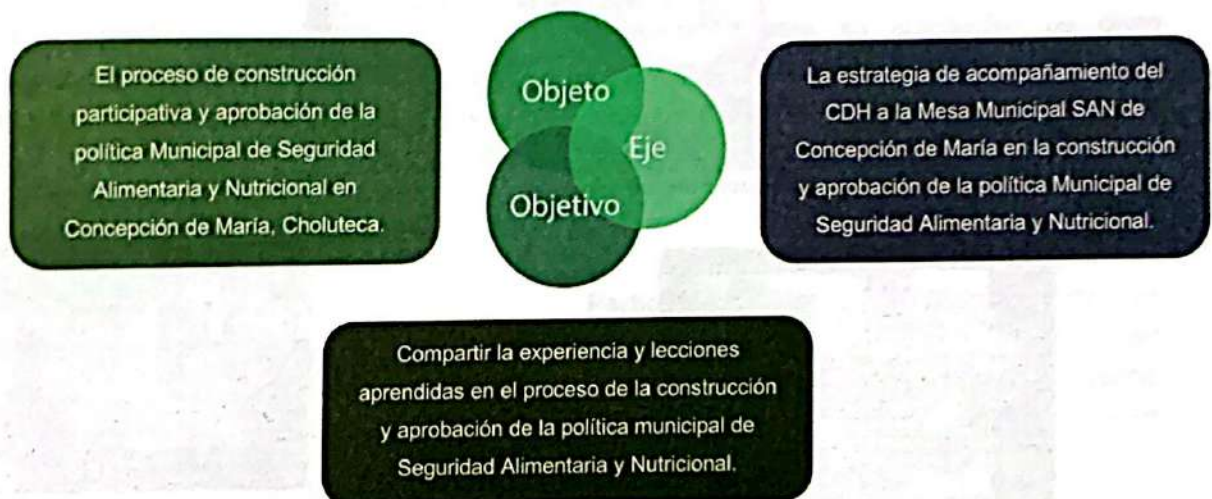 El proceso de construcción
participativa y aprobación de la
política Municipal de Seguridad
Alimentaria y Nutricional en
Concepción de María, Choluteca.
Objeto
Eje
Objetivo
La estrategia de acompañamiento del
CDH a la Mesa Municipal SAN de
Concepción de María en la construcción
y aprobación de la política Municipal de
Seguridad Alimentaria y Nutricional.
Compartir la experiencia y lecciones
aprendidas en el proceso de la construcción
y aprobación de la política municipal de
Seguridad Alimentaria y Nutricional.